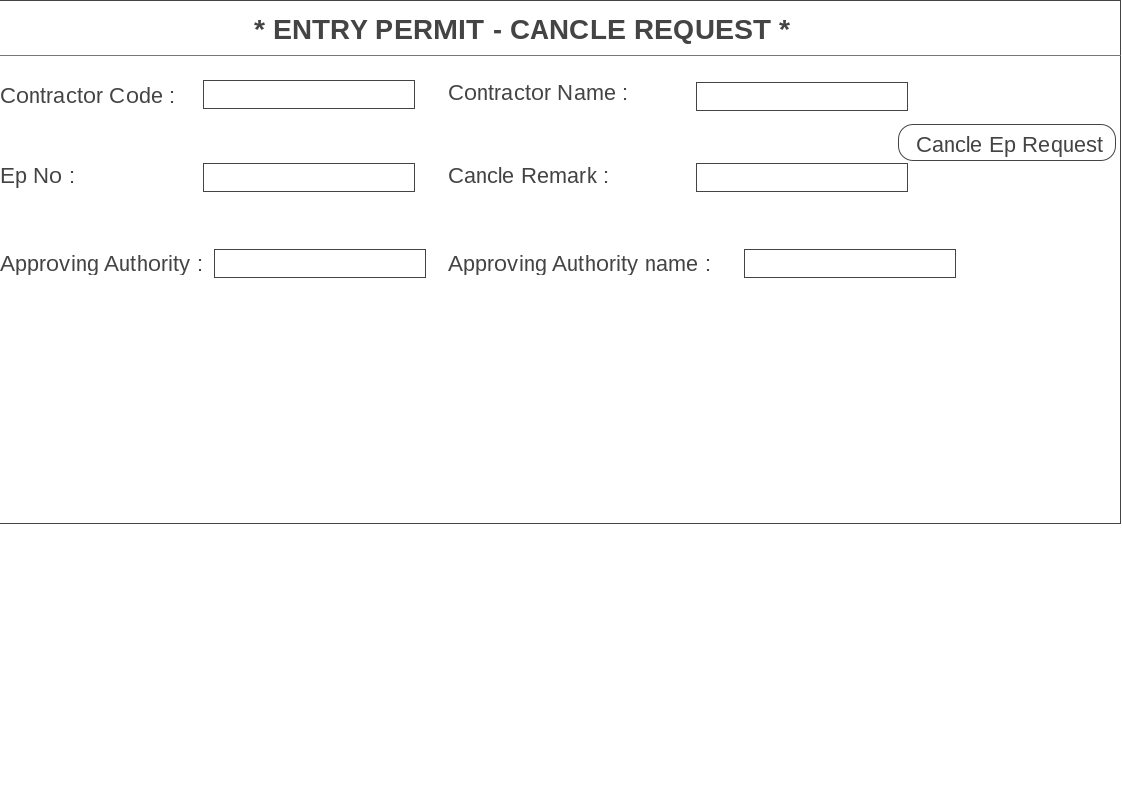 * ENTRY PERMIT - CANCLE REQUEST *
Contractor Code :
Contractor Name :
Cancle Ep Request
Ep No :
Cancle Remark :
Approving Authority :
Approving Authority name :